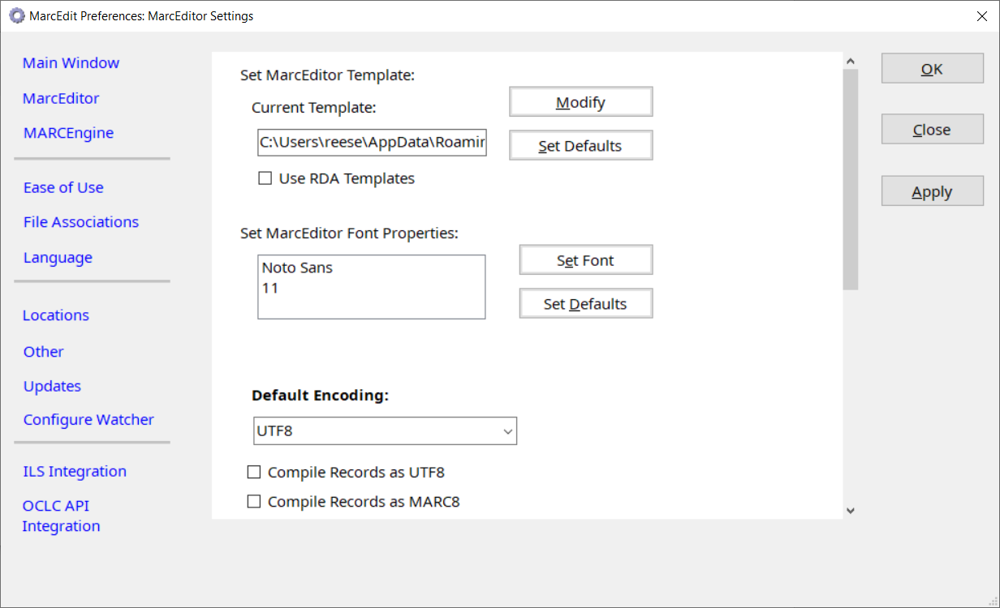 MarcEdit Preferences: MarcEditor Settings
Main Window
MarcEditor
MARCEngine
Ease of Use
File Associations
Language
Locations
Other
Updates
Configure Watcher
ILS Integration
OCLC API
Integration
Set MarcEditor Template:
Current Template:
C:\Users\reese\AppData\Roamin
Use RDA Templates
Modify
Set Defaults
Set MarcEditor Font Properties:
Noto Sans
11
Set Font
Set Defaults
Default Encoding:
UTF8
Compile Records as UTF8
Compile Records as MARC8
OK
Close
Apply